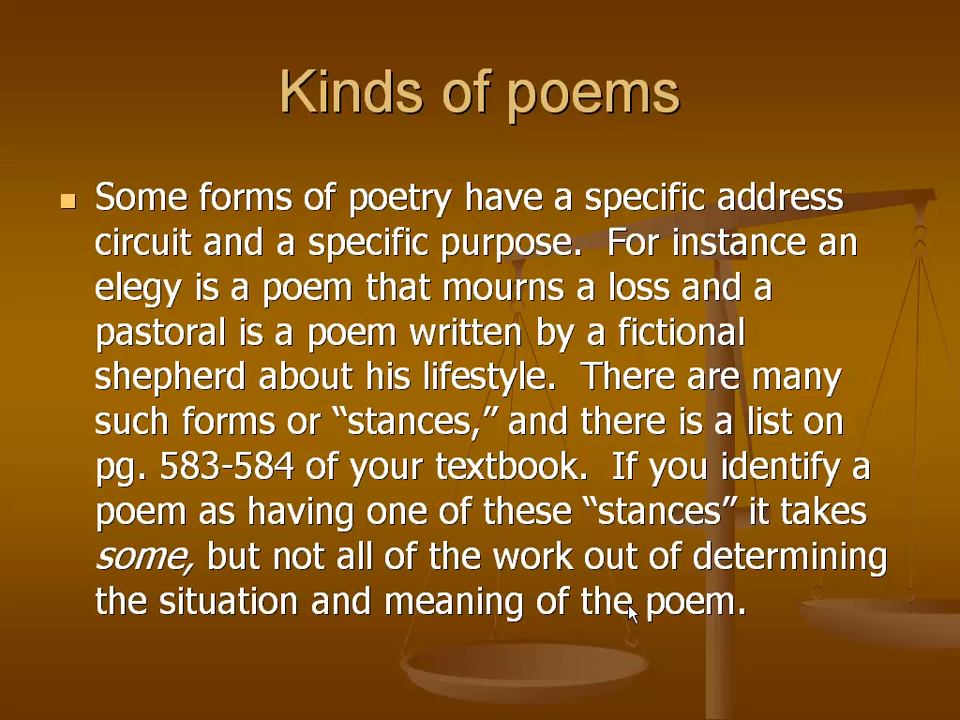 Kinds of poems
Some forms of poetry have a specific address
circuit and a specific purpose.  For instance an
elegy is a poem that mourns a loss and a
pastoral is a poem written by a fictional
shepherd about his lifestyle.  There are many
such forms or “stances,” and there is a list on
pg. 583-584 of your textbook.  If you identify a
poem as having one of these “stances” it takes
some, but not all of the work out of determining
the situation and meaning of the poem.